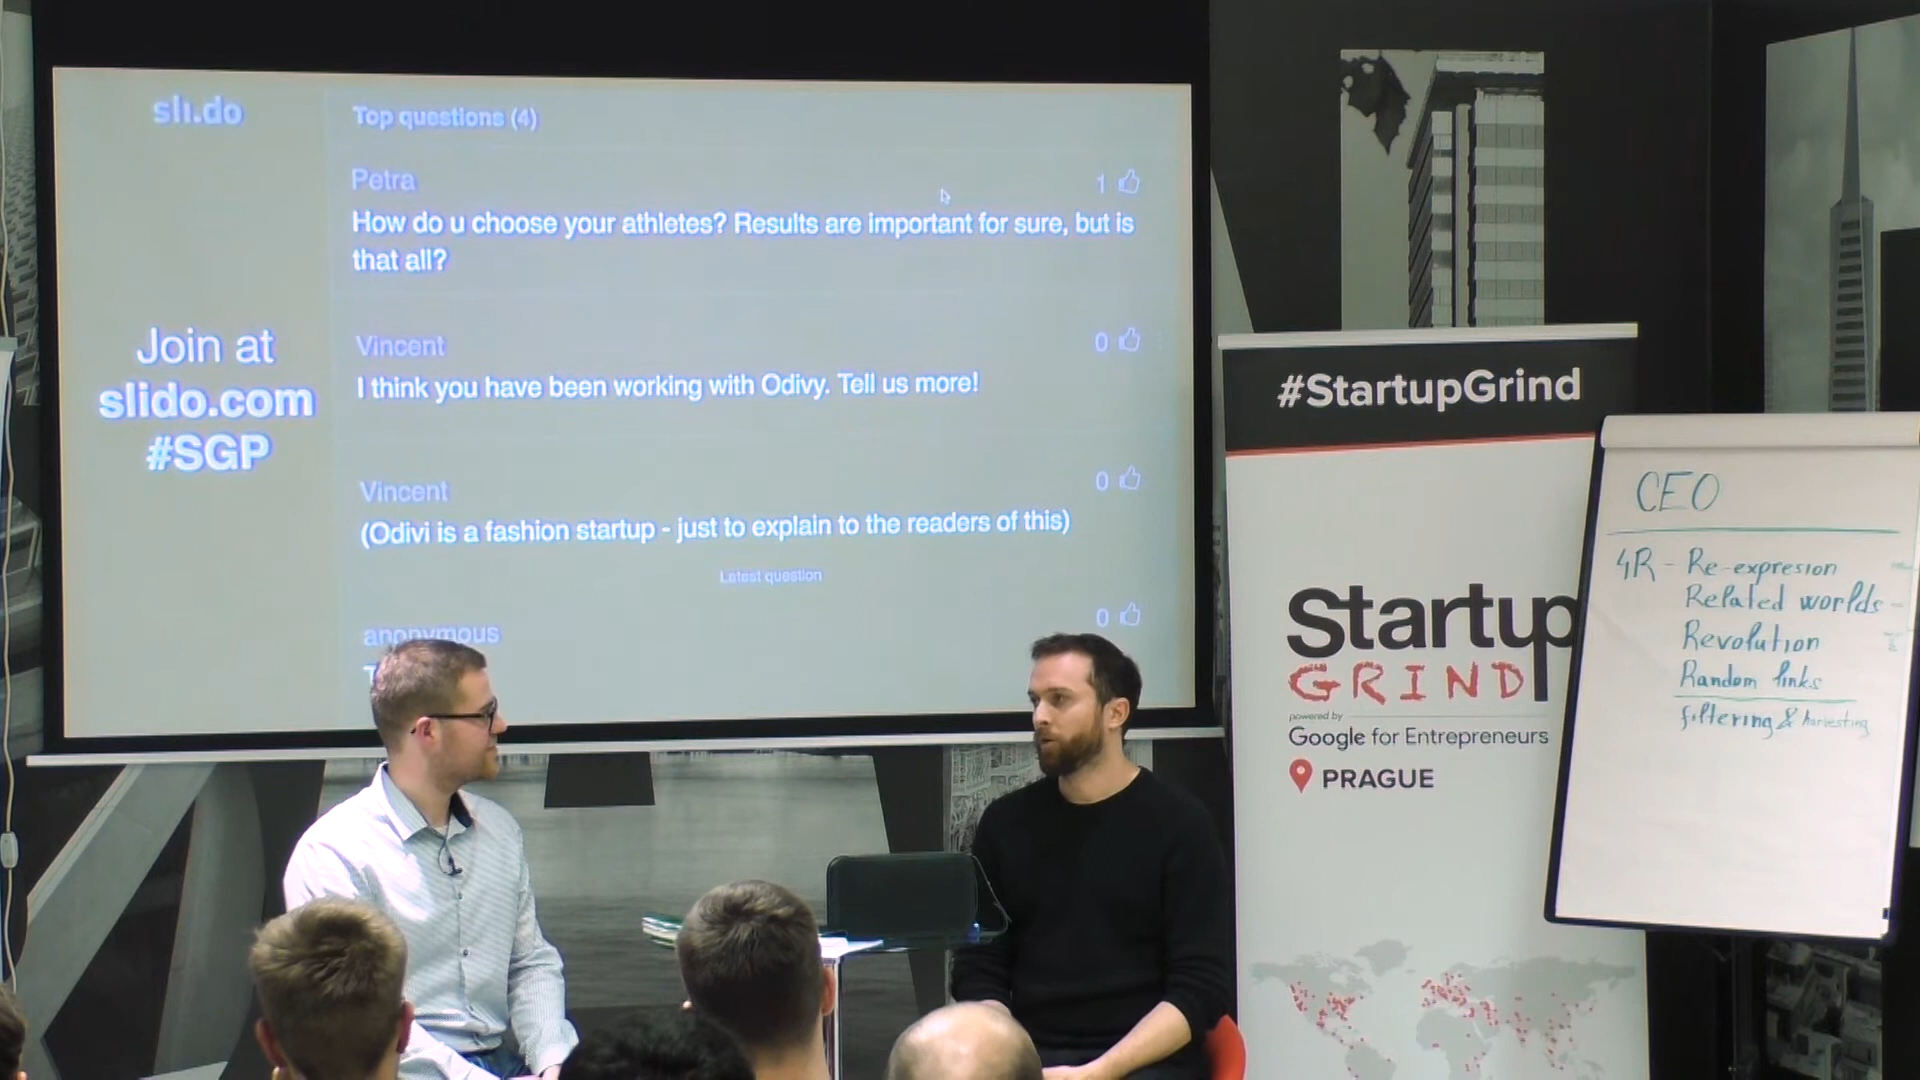 sli.do
Join at
slido.com
#SGP
Top questions (4)
Petra
1
How do u choose your athletes? Results are important for sure, but is
that all?
Vincent
0
I think you have been working with Odivy. Tell us more!
Vincent
0
(Odivi is a fashion startup - just to explain to the readers of this)
Latest question
anonymous
0
#StartupGrind
Startup
GRIND
powered by
Google for Entrepreneurs
PRAGUE
CEO
4R - Re-expresion
Related worlds -
Revolution
Random links
filtering & harvesting